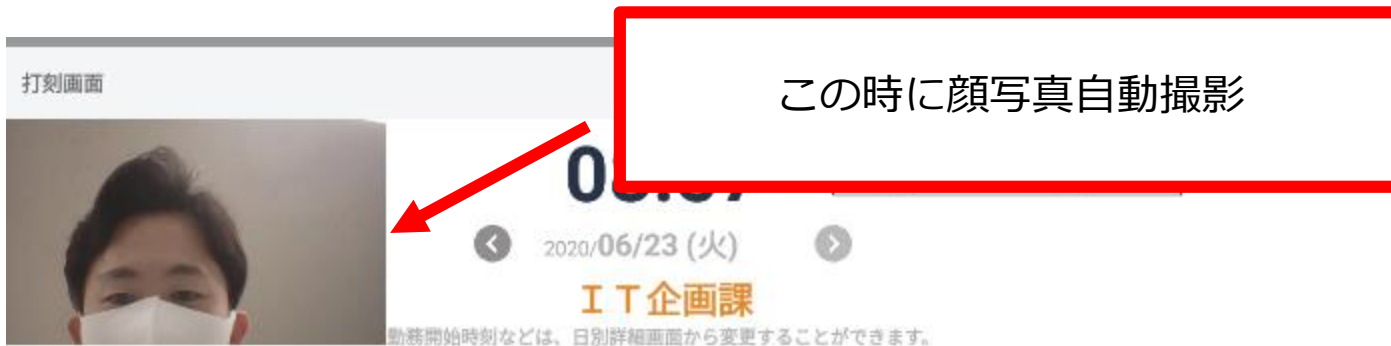 この時に顔写真自動撮影
打刻画面
2020/06/23 (火)
ＩＴ企画課
勤務開始時刻などは、日別詳細画面から変更することができます。